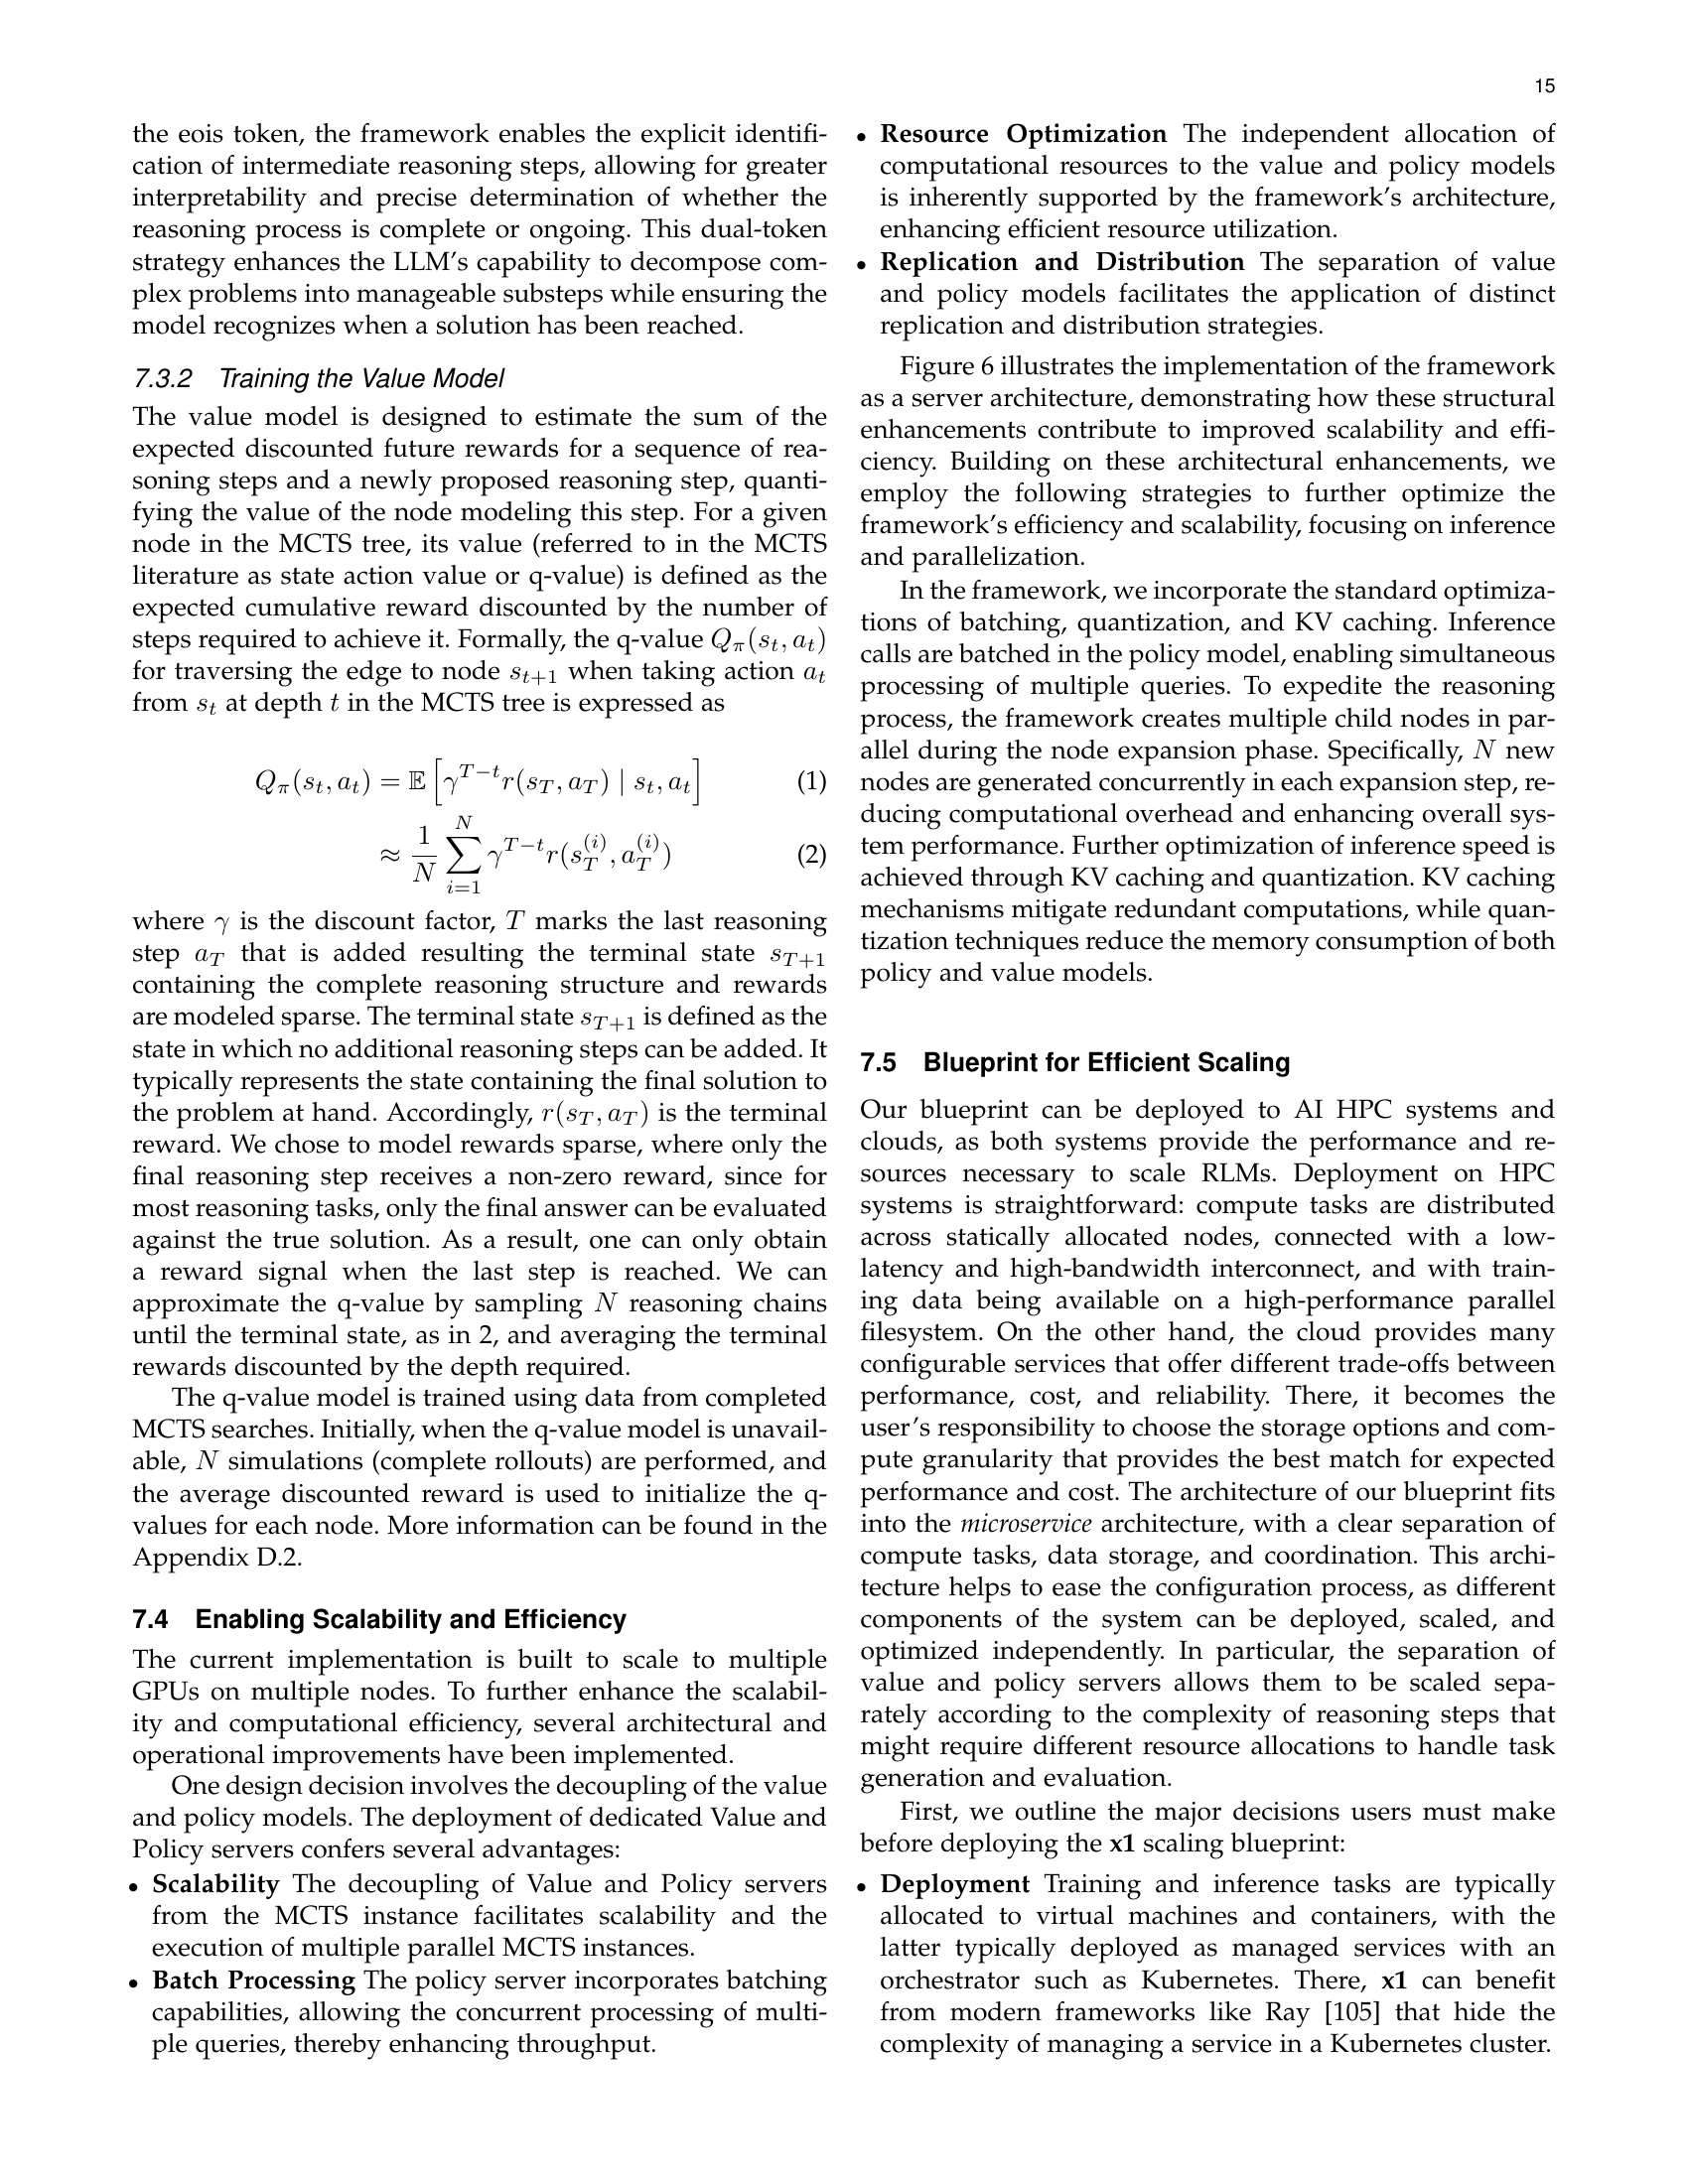 15
the eois token, the framework enables the explicit identifi-
cation of intermediate reasoning steps, allowing for greater
interpretability and precise determination of whether the
reasoning process is complete or ongoing. This dual-token
strategy enhances the LLM's capability to decompose com-
plex problems into manageable substeps while ensuring the
model recognizes when a solution has been reached.
7.3.2 Training the Value Model
The value model is designed to estimate the sum of the
expected discounted future rewards for a sequence of rea-
soning steps and a newly proposed reasoning step, quanti-
fying the value of the node modeling this step. For a given
node in the MCTS tree, its value (referred to in the MCTS
literature as state action value or q-value) is defined as the
expected cumulative reward discounted by the number of
steps required to achieve it. Formally, the q-value $Q_\pi(s_t, a_t)$
for traversing the edge to node $s_{t+1}$ when taking action $a_t$
from $s_t$ at depth $t$ in the MCTS tree is expressed as
$Q_\pi(s_t, a_t) = \mathbb{E}\left[\gamma^{T-t} r(s_T, a_T) \mid s_t, a_t\right]$ (1)
$\approx \frac{1}{N} \sum_{i=1}^{N} \gamma^{T-t} r(s_T^{(i)}, a_T^{(i)})$ (2)
where $\gamma$ is the discount factor, $T$ marks the last reasoning
step $a_T$ that is added resulting the terminal state $s_{T+1}$
containing the complete reasoning structure and rewards
are modeled sparse. The terminal state $s_{T+1}$ is defined as the
state in which no additional reasoning steps can be added. It
typically represents the state containing the final solution to
the problem at hand. Accordingly, $r(s_T, a_T)$ is the terminal
reward. We chose to model rewards sparse, where only the
final reasoning step receives a non-zero reward, since for
most reasoning tasks, only the final answer can be evaluated
against the true solution. As a result, one can only obtain
a reward signal when the last step is reached. We can
approximate the q-value by sampling $N$ reasoning chains
until the terminal state, as in 2, and averaging the terminal
rewards discounted by the depth required.
The q-value model is trained using data from completed
MCTS searches. Initially, when the q-value model is unavail-
able, $N$ simulations (complete rollouts) are performed, and
the average discounted reward is used to initialize the q-
values for each node. More information can be found in the
Appendix D.2.
7.4 Enabling Scalability and Efficiency
The current implementation is built to scale to multiple
GPUs on multiple nodes. To further enhance the scalabil-
ity and computational efficiency, several architectural and
operational improvements have been implemented.
One design decision involves the decoupling of the value
and policy models. The deployment of dedicated Value and
Policy servers confers several advantages:
• Scalability The decoupling of Value and Policy servers
from the MCTS instance facilitates scalability and the
execution of multiple parallel MCTS instances.
• Batch Processing The policy server incorporates batching
capabilities, allowing the concurrent processing of multi-
ple queries, thereby enhancing throughput.
• Resource Optimization The independent allocation of
computational resources to the value and policy models
is inherently supported by the framework's architecture,
enhancing efficient resource utilization.
• Replication and Distribution The separation of value
and policy models facilitates the application of distinct
replication and distribution strategies.
Figure 6 illustrates the implementation of the framework
as a server architecture, demonstrating how these structural
enhancements contribute to improved scalability and effi-
ciency. Building on these architectural enhancements, we
employ the following strategies to further optimize the
framework's efficiency and scalability, focusing on inference
and parallelization.
In the framework, we incorporate the standard optimiza-
tions of batching, quantization, and KV caching. Inference
calls are batched in the policy model, enabling simultaneous
processing of multiple queries. To expedite the reasoning
process, the framework creates multiple child nodes in par-
allel during the node expansion phase. Specifically, $N$ new
nodes are generated concurrently in each expansion step, re-
ducing computational overhead and enhancing overall sys-
tem performance. Further optimization of inference speed is
achieved through KV caching and quantization. KV caching
mechanisms mitigate redundant computations, while quan-
tization techniques reduce the memory consumption of both
policy and value models.
7.5 Blueprint for Efficient Scaling
Our blueprint can be deployed to AI HPC systems and
clouds, as both systems provide the performance and re-
sources necessary to scale RLMs. Deployment on HPC
systems is straightforward: compute tasks are distributed
across statically allocated nodes, connected with a low-
latency and high-bandwidth interconnect, and with train-
ing data being available on a high-performance parallel
filesystem. On the other hand, the cloud provides many
configurable services that offer different trade-offs between
performance, cost, and reliability. There, it becomes the
user's responsibility to choose the storage options and com-
pute granularity that provides the best match for expected
performance and cost. The architecture of our blueprint fits
into the microservice architecture, with a clear separation of
compute tasks, data storage, and coordination. This archi-
tecture helps to ease the configuration process, as different
components of the system can be deployed, scaled, and
optimized independently. In particular, the separation of
value and policy servers allows them to be scaled sepa-
rately according to the complexity of reasoning steps that
might require different resource allocations to handle task
generation and evaluation.
First, we outline the major decisions users must make
before deploying the x1 scaling blueprint:
• Deployment Training and inference tasks are typically
allocated to virtual machines and containers, with the
latter typically deployed as managed services with an
orchestrator such as Kubernetes. There, x1 can benefit
from modern frameworks like Ray [105] that hide the
complexity of managing a service in a Kubernetes cluster.